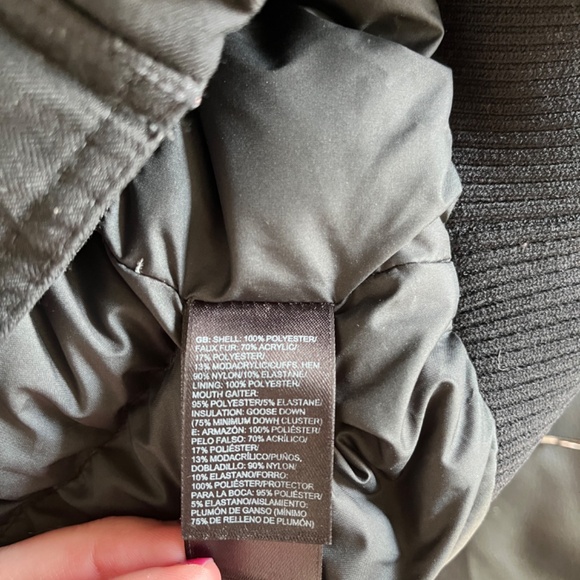 GB: SHELL: 100% POLYESTER/
FAUX FUR: 70% ACRYLIC/
17% POLYESTER/
13% MODACRYLIC/CUFFS, HEM:
90% NYLON/10% ELASTANE/
LINING: 100% POLYESTER/
MOUTH GAITER:
95% POLYESTER/5% ELASTANE/
INSULATION: GOOSE DOWN
(75% MINIMUM DOWN CLUSTER)
E: ARMAZÓN: 100% POLIÉSTER/
PELO FALSO: 70% ACRÍLICO/
17% POLIÉSTER/
13% MODACRÍLICO/PUÑOS,
DOBLADILLO: 90% NYLON/
10% ELASTANO/FORRO:
100% POLIÉSTER/PROTECTOR
PARA LA BOCA: 95% POLIÉSTER/
5% ELASTANO/AISLAMIENTO:
PLUMÓN DE GANSO (MÍNIMO
75% DE RELLENO DE PLUMÓN)